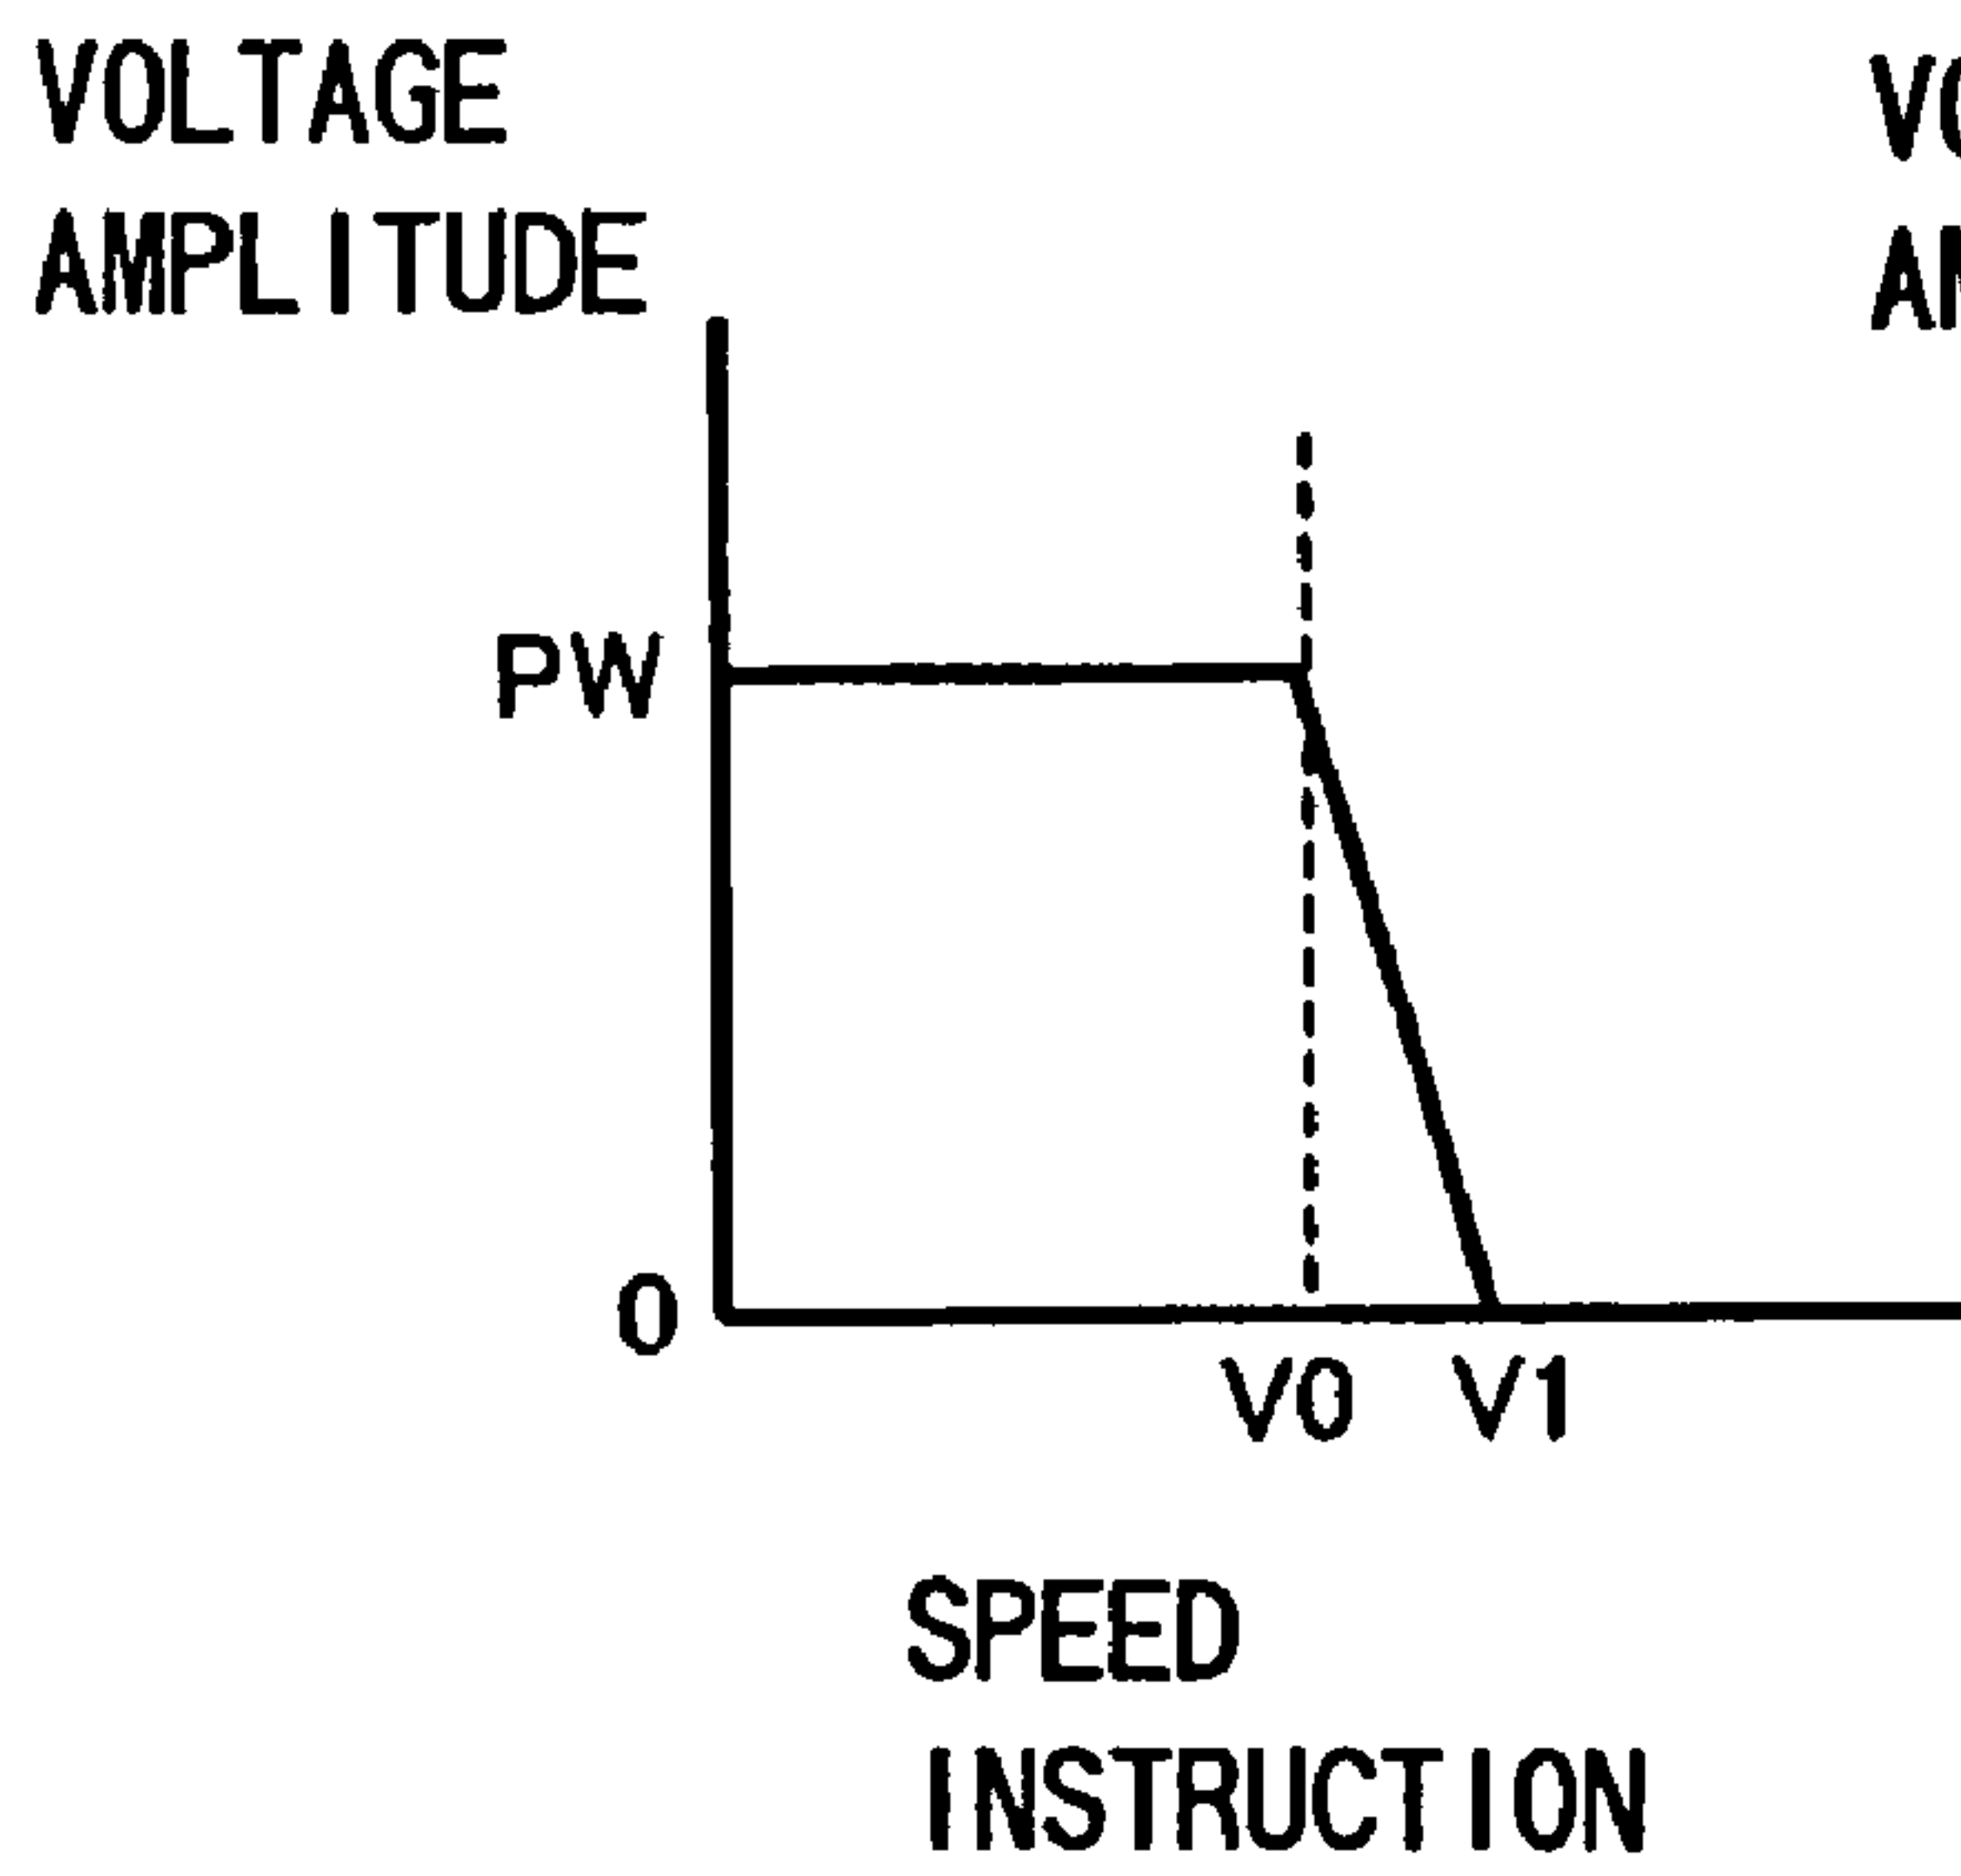 VOLTAGE
AMPLITUDE
PW
0
V0 V1
SPEED
INSTRUCTION